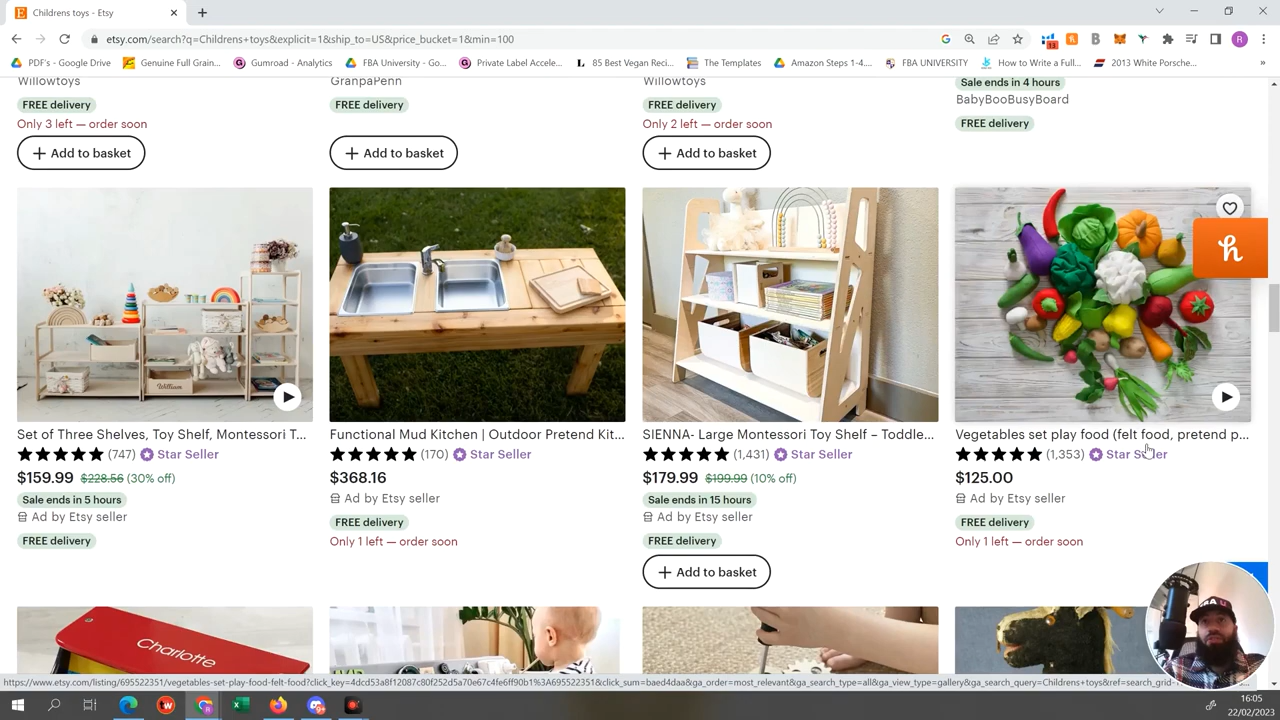 Childrens toys - Etsy
etsy.com/search?q=Childrens+toys&explicit=1&ship_to=US&price_bucket=1&min=100
13
R
PDF's - Google Drive
Genuine Full Grain...
Gumroad - Analytics
FBA University - Go...
Private Label Accele...
85 Best Vegan Reci...
The Templates
Amazon Steps 1-4....
FBA UNIVERSITY
How to Write a Full...
2013 White Porsche...
Willowtoys
GranpaPenn
Willowtoys
Sale ends in 4 hours
BabyBooBusyBoard
FREE delivery
FREE delivery
FREE delivery
FREE delivery
Only 3 left — order soon
Only 2 left — order soon
Add to basket
Add to basket
Add to basket
William
Set of Three Shelves, Toy Shelf, Montessori T...
(747) Star Seller
$159.99 $228.56 (30% off)
Sale ends in 5 hours
Ad by Etsy seller
FREE delivery
Functional Mud Kitchen | Outdoor Pretend Kit...
(170) Star Seller
$368.16
Ad by Etsy seller
FREE delivery
Only 1 left — order soon
SIENNA- Large Montessori Toy Shelf – Toddle...
(1,431) Star Seller
$179.99 $199.99 (10% off)
Sale ends in 15 hours
Ad by Etsy seller
FREE delivery
Add to basket
Vegetables set play food (felt food, pretend p...
(1,353) Star Seller
$125.00
Ad by Etsy seller
FREE delivery
Only 1 left — order soon
Charlotte
16:05
22/02/2023